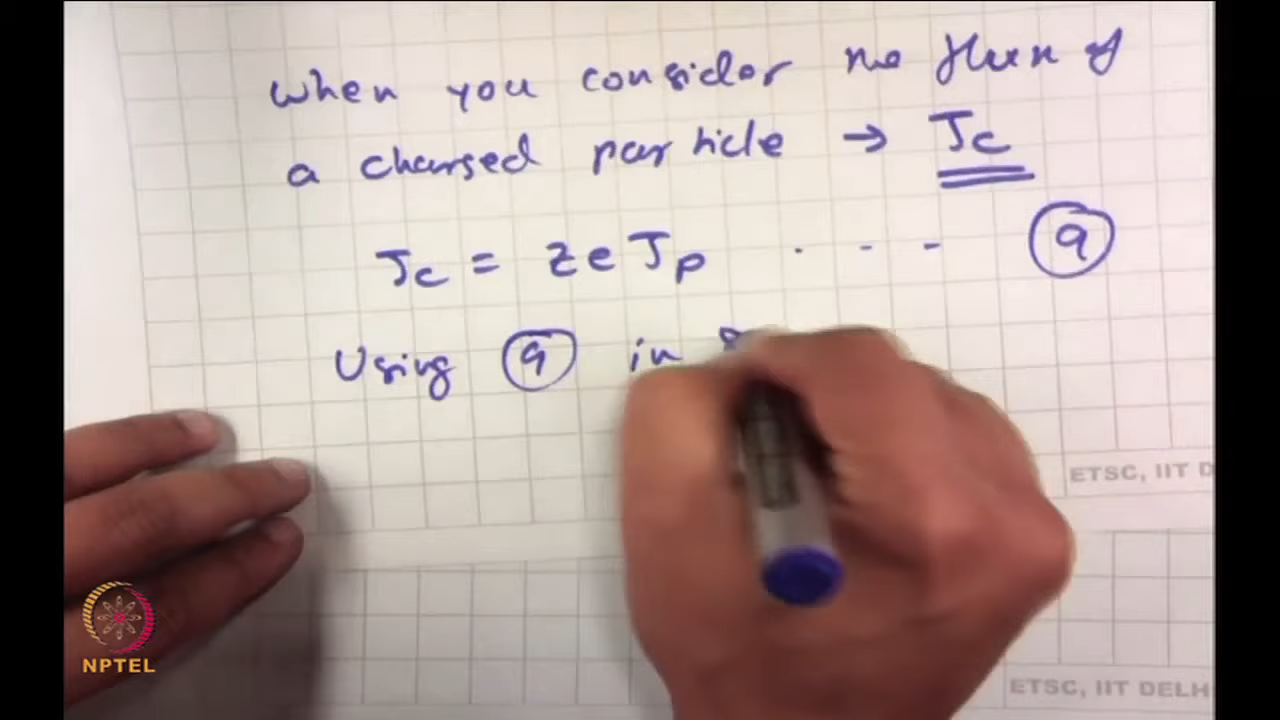 when you consider the flux of
a charged particle → Jc
Jc = z e Jp . - - 9
Using 9 in
ETSC, IIT D
NPTEL
ETSC, IIT DELH